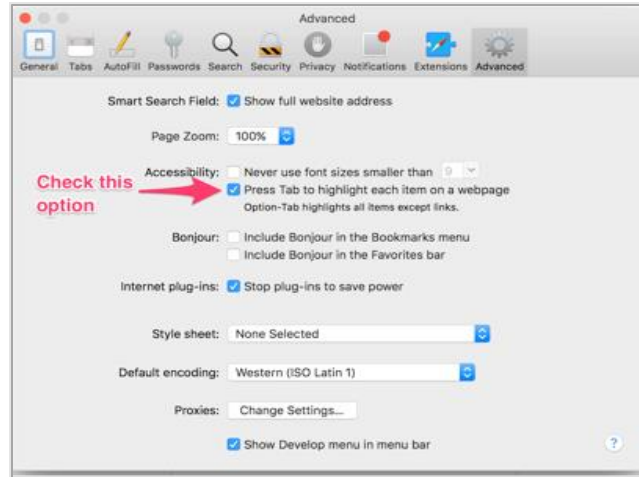 Advanced
General Tabs AutoFill Passwords Search Security Privacy Notifications Extensions Advanced
Smart Search Field: Show full website address
Page Zoom: 100%
Accessibility: Never use font sizes smaller than 9
Check this option
Press Tab to highlight each item on a webpage
Option-Tab highlights all items except links.
Bonjour: Include Bonjour in the Bookmarks menu
Include Bonjour in the Favorites bar
Internet plug-ins: Stop plug-ins to save power
Style sheet: None Selected
Default encoding: Western (ISO Latin 1)
Proxies: Change Settings...
Show Develop menu in menu bar
?